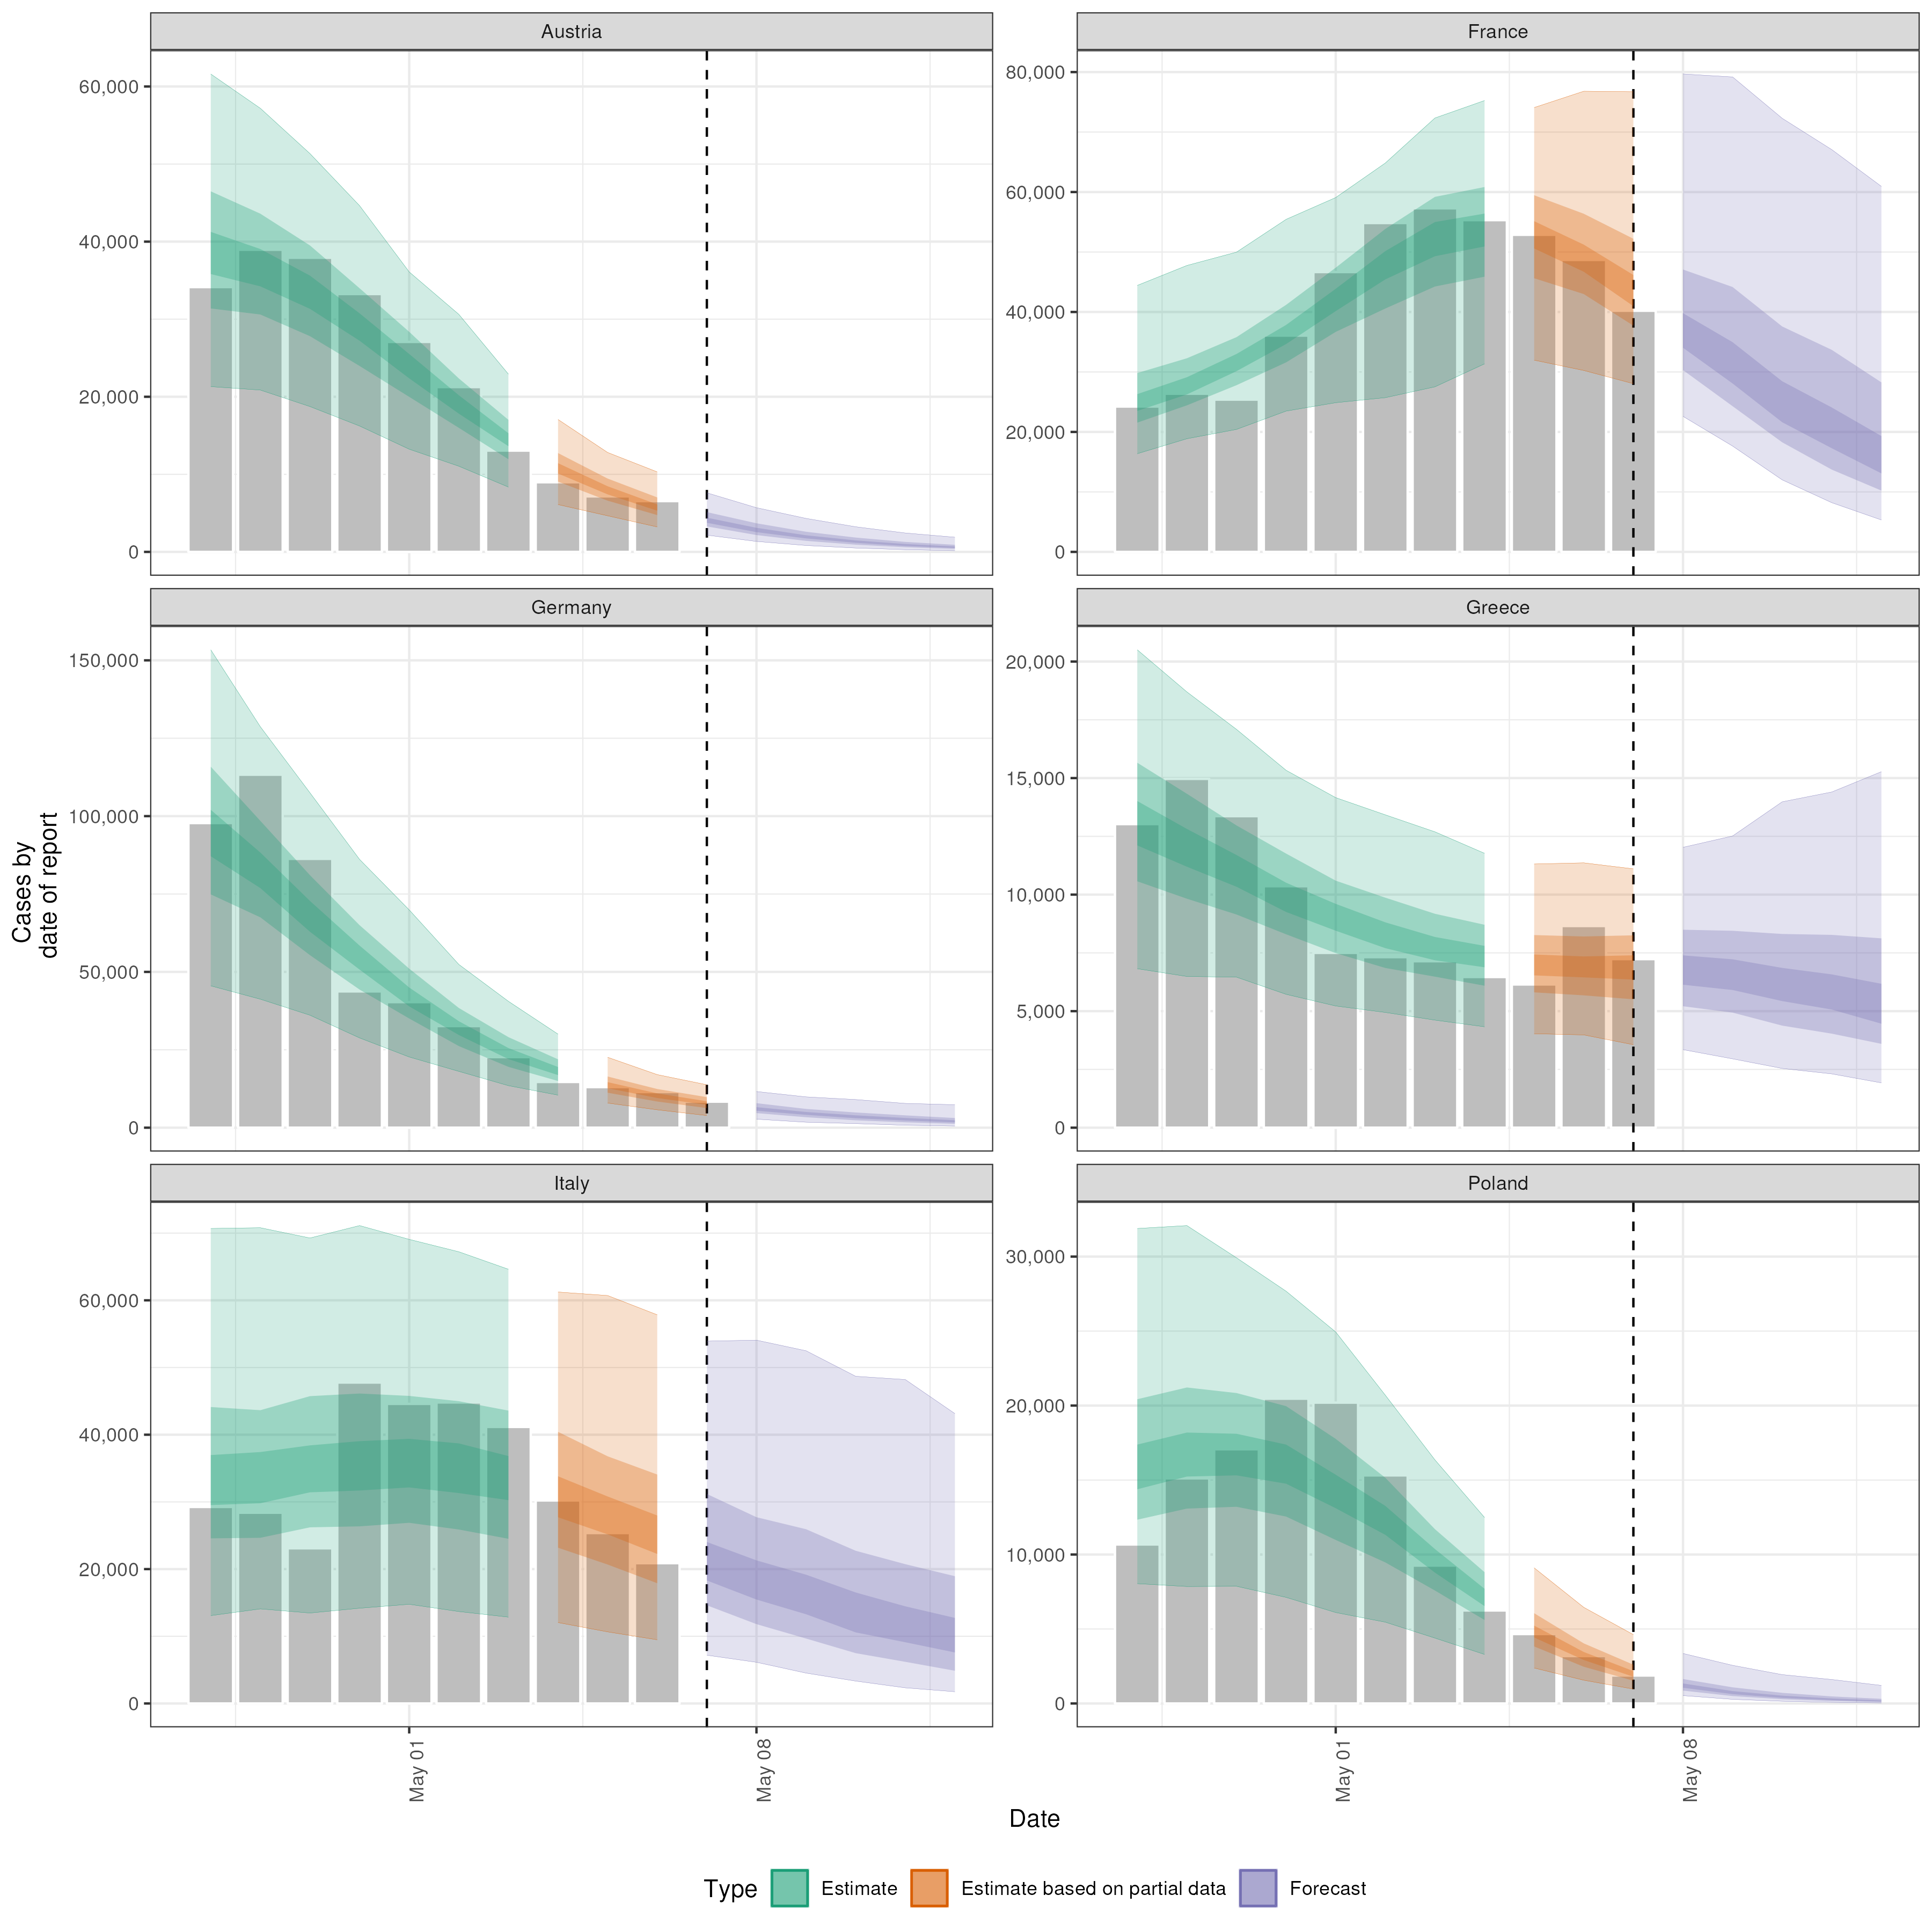 Austria
France
60,000
40,000
20,000
0
80,000
60,000
40,000
20,000
0
Germany
Greece
150,000
100,000
50,000
0
20,000
15,000
10,000
5,000
0
Cases by
date of report
Italy
Poland
60,000
40,000
20,000
0
30,000
20,000
10,000
0
May 01
May 08
May 01
May 08
Date
Type
Estimate
Estimate based on partial data
Forecast